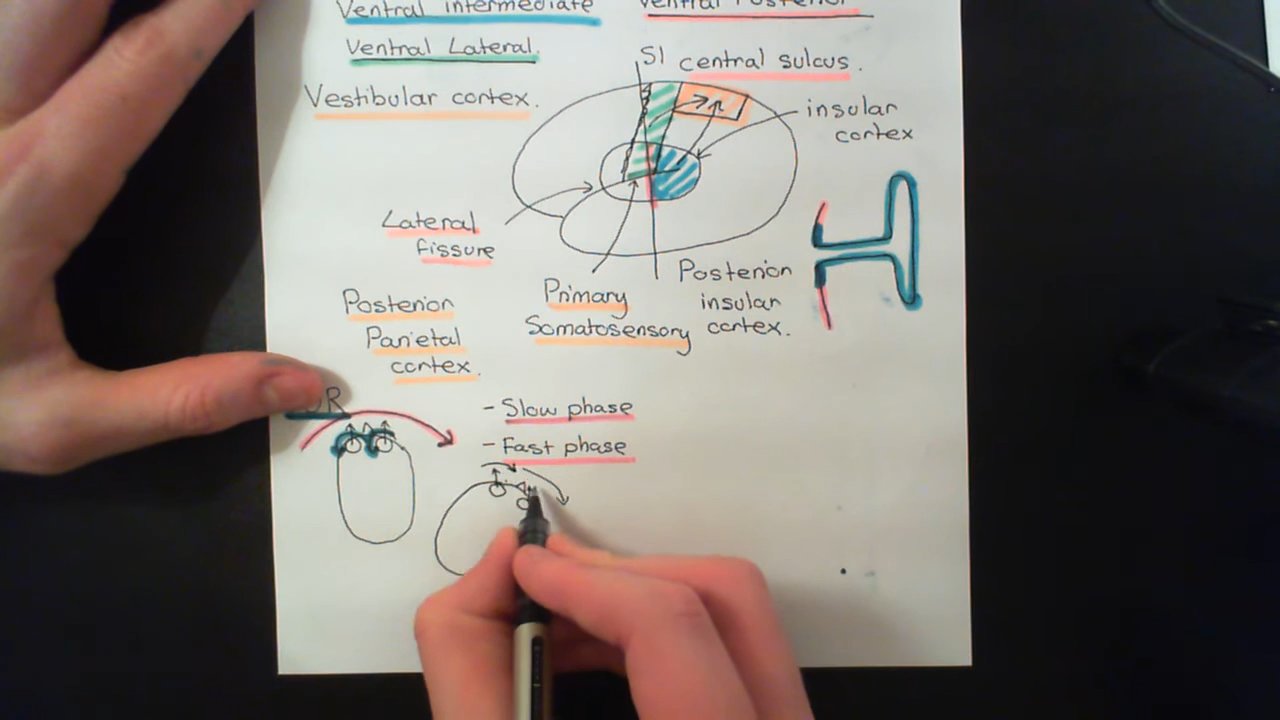 Ventral Intermediate
Ventral Posterior
Ventral Lateral.
S1
central sulcus.
Vestibular cortex.
insular
cortex
Lateral
fissure
Primary
Somatosensory
Posterior
insular
cortex.
Posterior
Parietal
cortex.
- Slow phase
- Fast phase